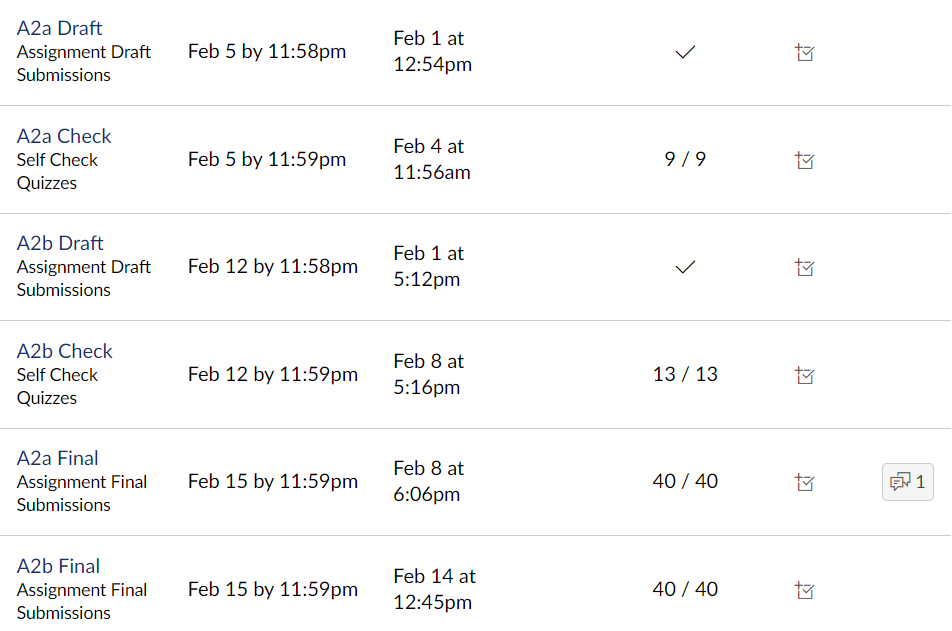 A2a Draft
Assignment Draft
Submissions
Feb 5 by 11:58pm
Feb 1 at
12:54pm
A2a Check
Self Check
Quizzes
Feb 5 by 11:59pm
Feb 4 at
11:56am
9 / 9
A2b Draft
Assignment Draft
Submissions
Feb 12 by 11:58pm
Feb 1 at
5:12pm
A2b Check
Self Check
Quizzes
Feb 12 by 11:59pm
Feb 8 at
5:16pm
13 / 13
A2a Final
Assignment Final
Submissions
Feb 15 by 11:59pm
Feb 8 at
6:06pm
40 / 40
1
A2b Final
Assignment Final
Submissions
Feb 15 by 11:59pm
Feb 14 at
12:45pm
40 / 40